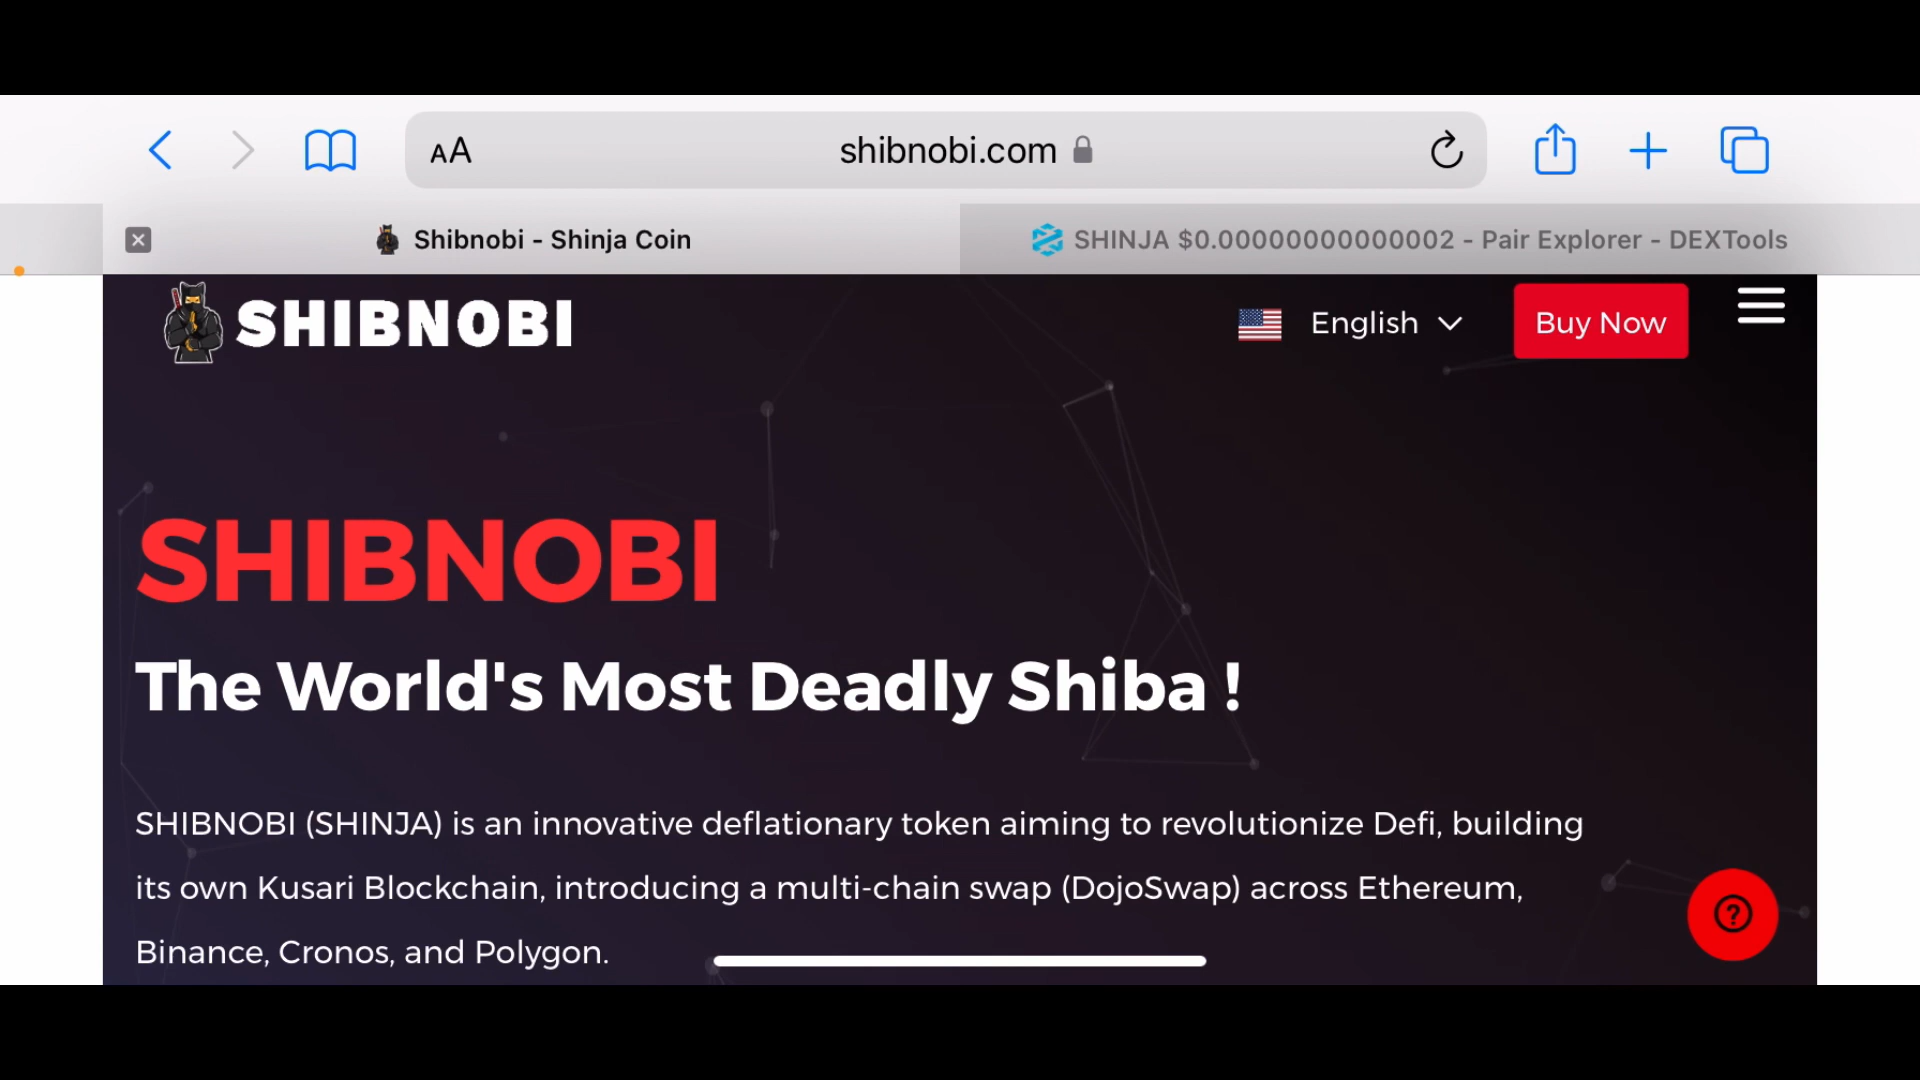 AA
shibnobi.com
Shibnobi - Shinja Coin
SHINJA $0.00000000000002 - Pair Explorer - DEXTools
SHIBNOBI
English
Buy Now
SHIBNOBI
The World's Most Deadly Shiba !
SHIBNOBI (SHINJA) is an innovative deflationary token aiming to revolutionize Defi, building
its own Kusari Blockchain, introducing a multi-chain swap (DojoSwap) across Ethereum,
Binance, Cronos, and Polygon.
?